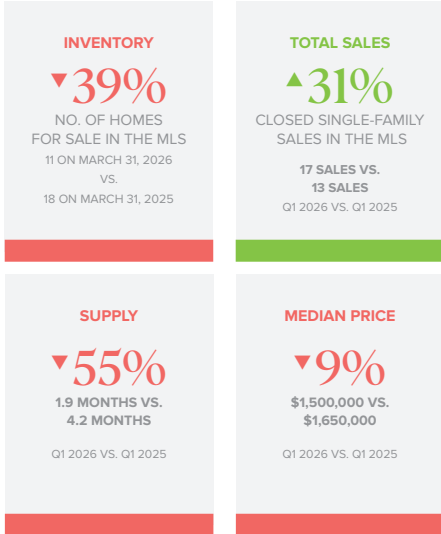 INVENTORY
▼39%
NO. OF HOMES
FOR SALE IN THE MLS
11 ON MARCH 31, 2026
VS.
18 ON MARCH 31, 2025
TOTAL SALES
▲31%
CLOSED SINGLE-FAMILY
SALES IN THE MLS
17 SALES VS.
13 SALES
Q1 2026 VS. Q1 2025
SUPPLY
▼55%
1.9 MONTHS VS.
4.2 MONTHS
Q1 2026 VS. Q1 2025
MEDIAN PRICE
▼9%
$1,500,000 VS.
$1,650,000
Q1 2026 VS. Q1 2025